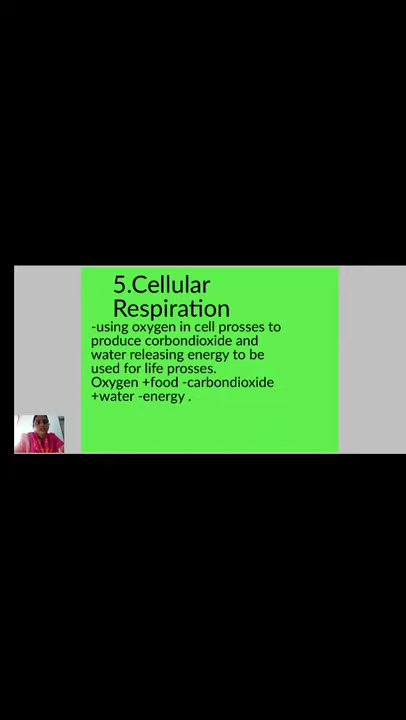 5.Cellular
Respiration
-using oxygen in cell prosses to
produce corbondioxide and
water releasing energy to be
used for life prosses.
Oxygen +food -carbondioxide
+water -energy .